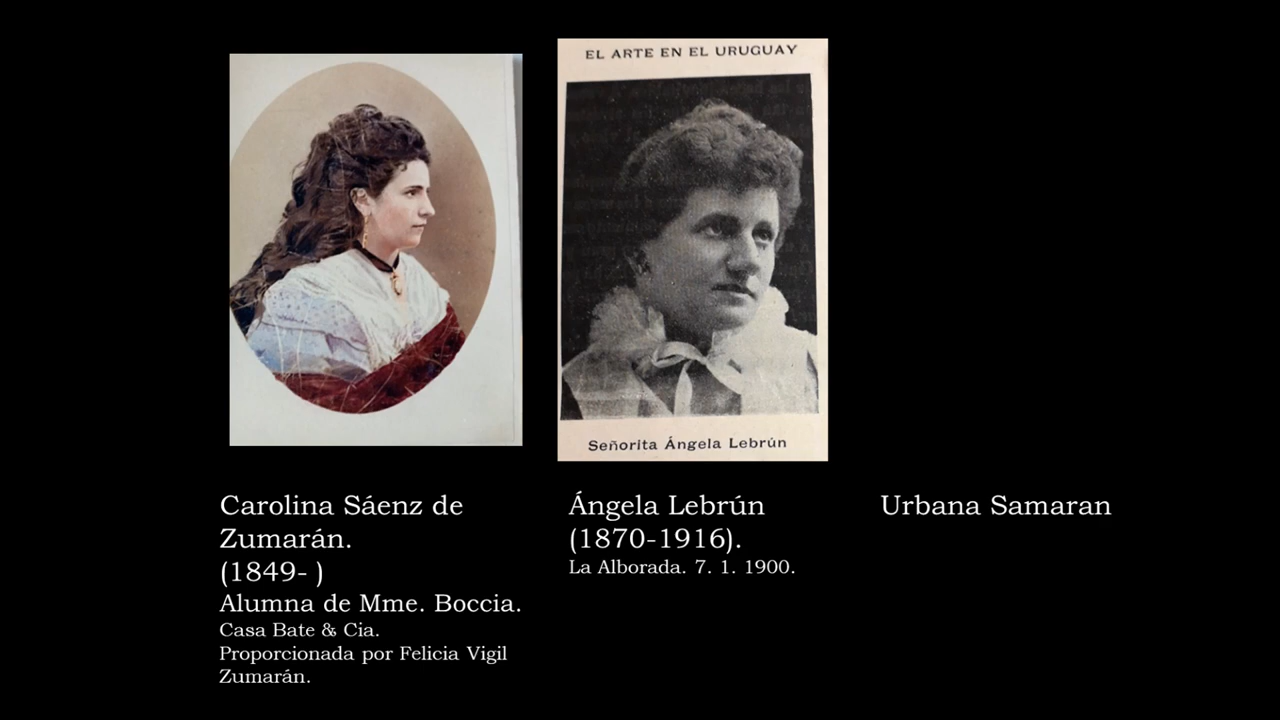 EL ARTE EN EL URUGUAY
Señorita Ángela Lebrún
Carolina Sáenz de
Zumarán.
(1849- )
Alumna de Mme. Boccia.
Casa Bate & Cia.
Proporcionada por Felicia Vigil
Zumarán.
Ángela Lebrún
(1870-1916).
La Alborada. 7. 1. 1900.
Urbana Samaran